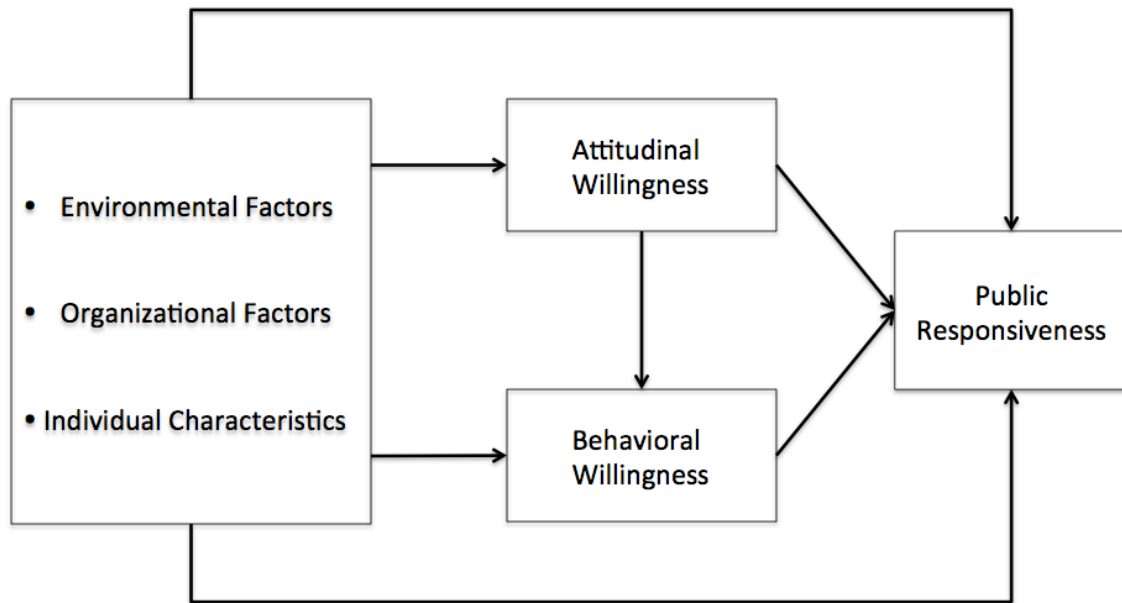 • Environmental Factors
• Organizational Factors
• Individual Characteristics
Attitudinal
Willingness
Behavioral
Willingness
Public
Responsiveness